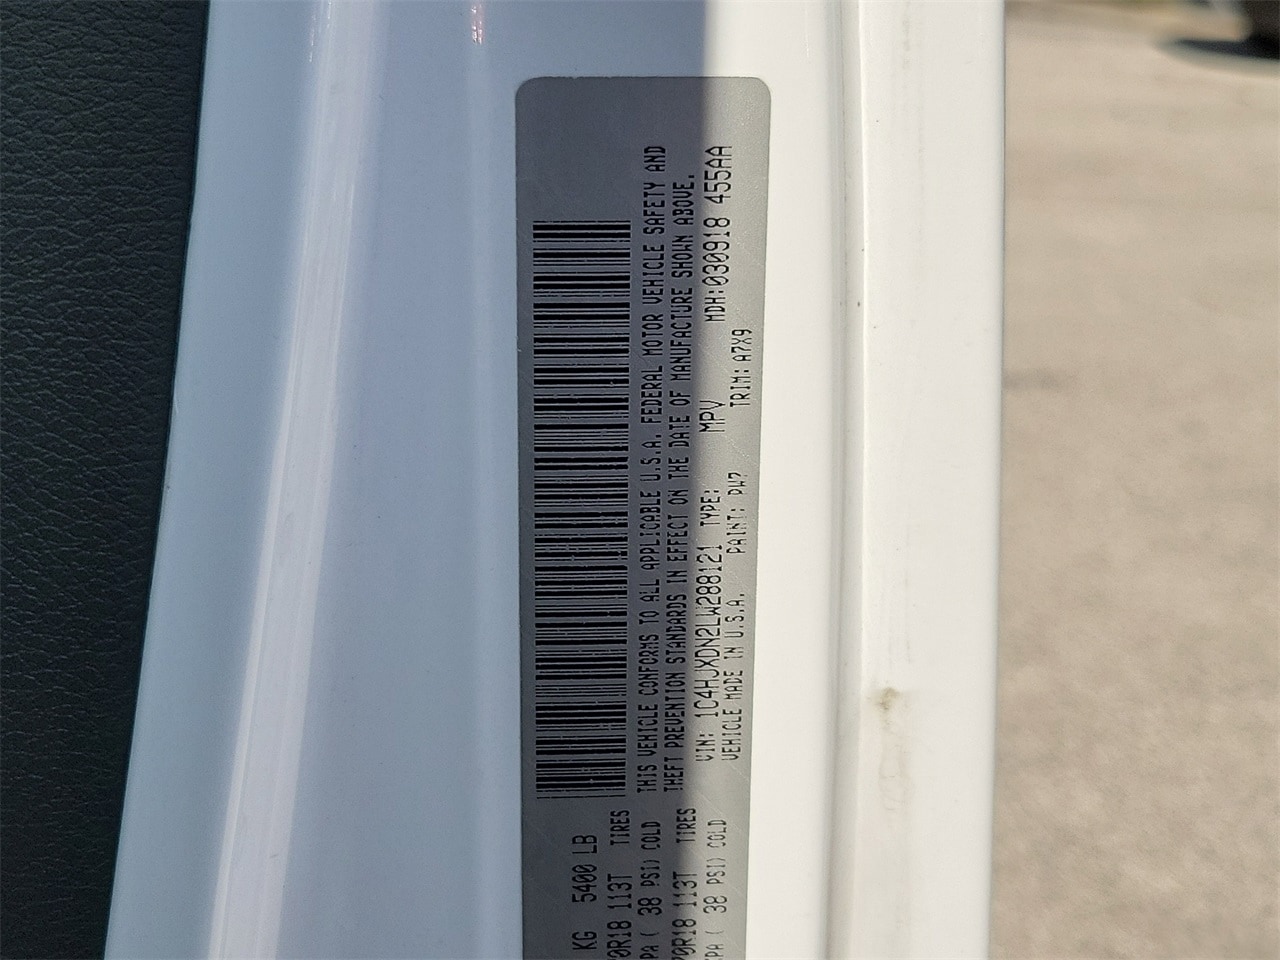 KG 5400 LB
0R18 113T TIRES
PA ( 38 PSI) COLD
70R18 113T TIRES
PA ( 38 PSI) COLD
THIS VEHICLE CONFORMS TO ALL APPLICABLE U.S.A. FEDERAL MOTOR VEHICLE SAFETY AND
THEFT PREVENTION STANDARDS IN EFFECT ON THE DATE OF MANUFACTURE SHOWN ABOVE.
VIN: 1C4HJXDN2LW288121 TYPE: MPV MDH:030918 455AA
VEHICLE MADE IN U.S.A. PAINT: PW7 TRIM: A7X9